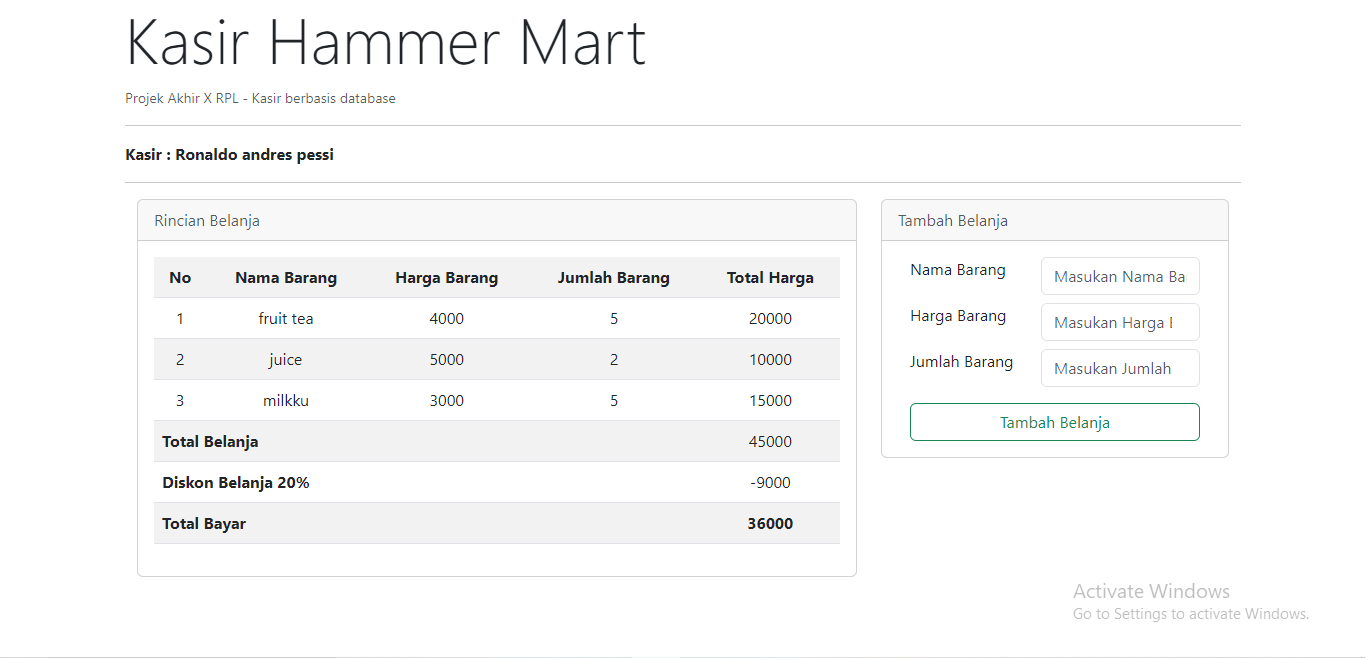 Kasir Hammer Mart
Projek Akhir X RPL - Kasir berbasis database
Kasir : Ronaldo andres pessi
Rincian Belanja
No Nama Barang Harga Barang Jumlah Barang Total Harga
1 fruit tea 4000 5 20000
2 juice 5000 2 10000
3 milkku 3000 5 15000
Total Belanja 45000
Diskon Belanja 20% -9000
Total Bayar 36000
Tambah Belanja
Nama Barang Masukan Nama Ba
Harga Barang Masukan Harga
Jumlah Barang Masukan Jumlah
Tambah Belanja
Activate Windows
Go to Settings to activate Windows.